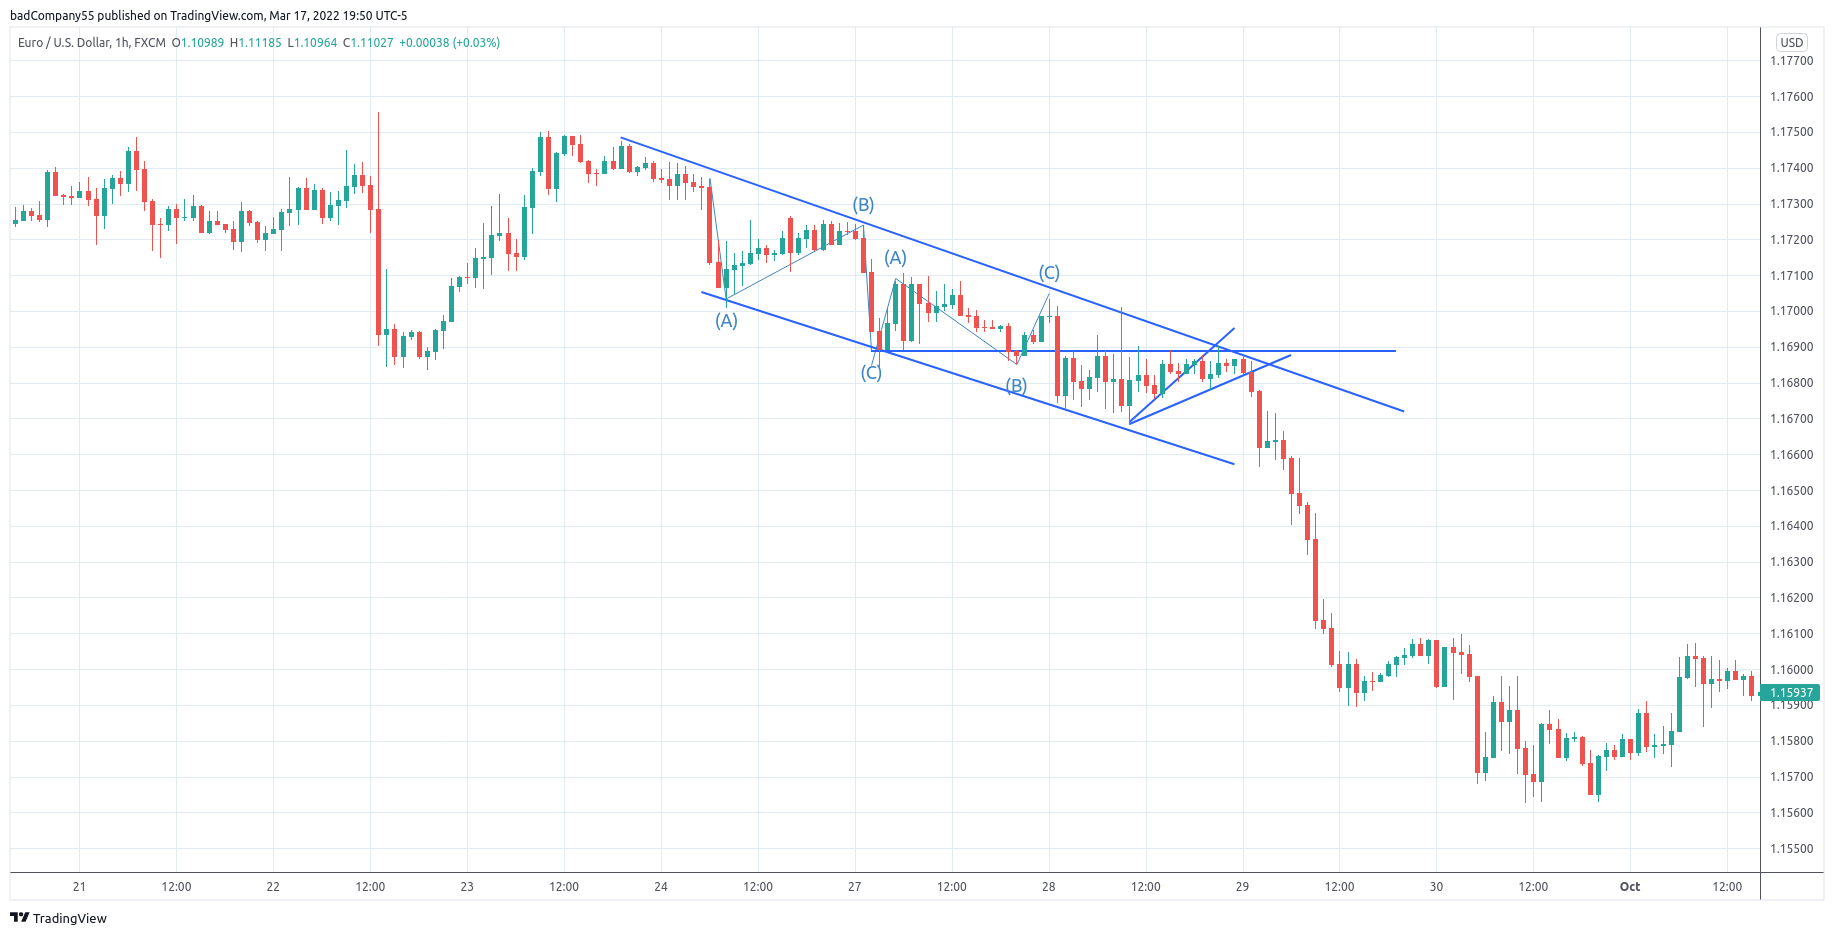 badCompany55 published on TradingView.com, Mar 17, 2022 19:50 UTC-5
Euro / U.S. Dollar, 1h, FXCM O1.10989 H1.11185 L1.10964 C1.11027 +0.00038 (+0.03%)
USD
1.17700
1.17600
1.17500
1.17400
1.17300
(B)
1.17200
(A)
(C)
1.17100
1.17000
(A)
1.16900
(C)
(B)
1.16800
1.16700
1.16600
1.16500
1.16400
1.16300
1.16200
1.16100
1.16000
1.15937
1.15900
1.15800
1.15700
1.15600
1.15500
21 12:00 22 12:00 23 12:00 24 12:00 27 12:00 28 12:00 29 12:00 30 12:00 Oct 12:00
TradingView